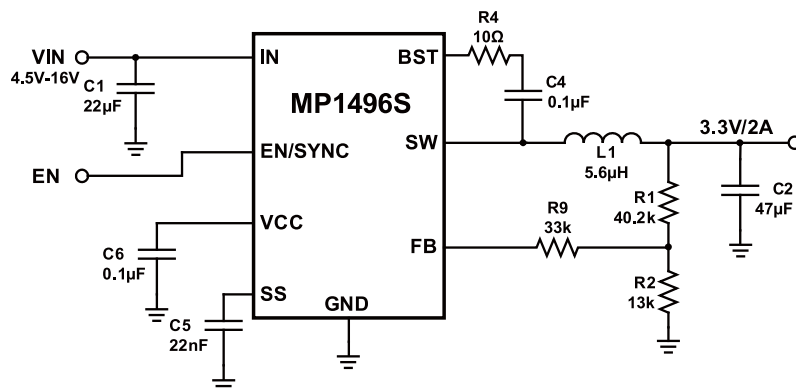 VIN
4.5V-16V
C1
22µF
IN
BST
R4
10Ω
C4
0.1µF
MP1496S
EN
EN/SYNC
SW
L1
5.6µH
3.3V/2A
R1
40.2k
C2
47µF
VCC
C6
0.1µF
FB
R9
33k
R2
13k
SS
C5
22nF
GND